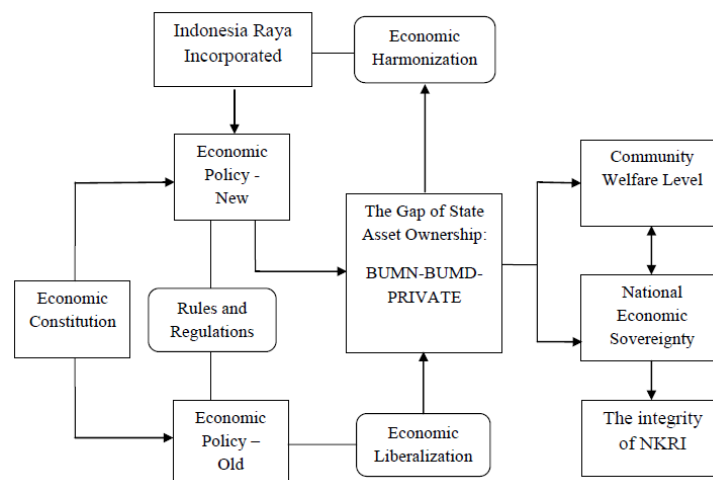 Indonesia Raya
Incorporated
Economic
Harmonization
Economic
Policy -
New
Community
Welfare Level
The Gap of State
Asset Ownership:
BUMN-BUMD-
PRIVATE
Economic
Constitution
Rules and
Regulations
National
Economic
Sovereignty
Economic
Policy –
Old
Economic
Liberalization
The integrity
of NKRI